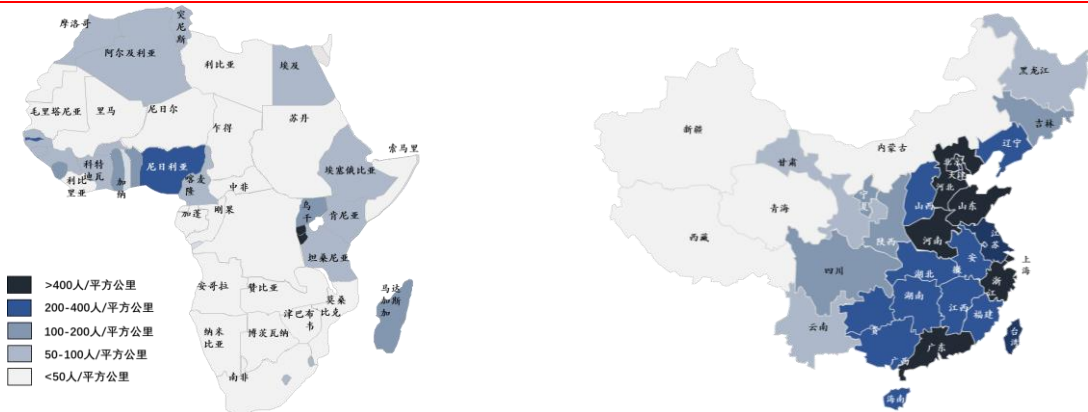 摩洛哥
突尼斯
阿尔及利亚
利比亚
埃及
毛里塔尼亚
里马
尼日尔
乍得
苏丹
索马里
科特
迪瓦
利比
里亚
加纳
尼日利亚
喀麦
隆
中非
埃塞俄比亚
乌干
肯尼亚
加蓬
刚果
坦桑尼亚
安哥拉
赞比亚
莫桑
比克
马达
加斯
加
津巴布
韦
纳米
比亚
博茨瓦纳
南非
>400人/平方公里
200-400人/平方公里
100-200人/平方公里
50-100人/平方公里
<50人/平方公里
黑龙江
吉林
辽宁
新疆
内蒙古
甘肃
天津
河北
宁夏
山西
山东
青海
陕西
河南
江苏
西藏
四川
湖北
安徽
上海
浙江
湖南
江西
福建
云南
贵
广西
广东
台湾
海南